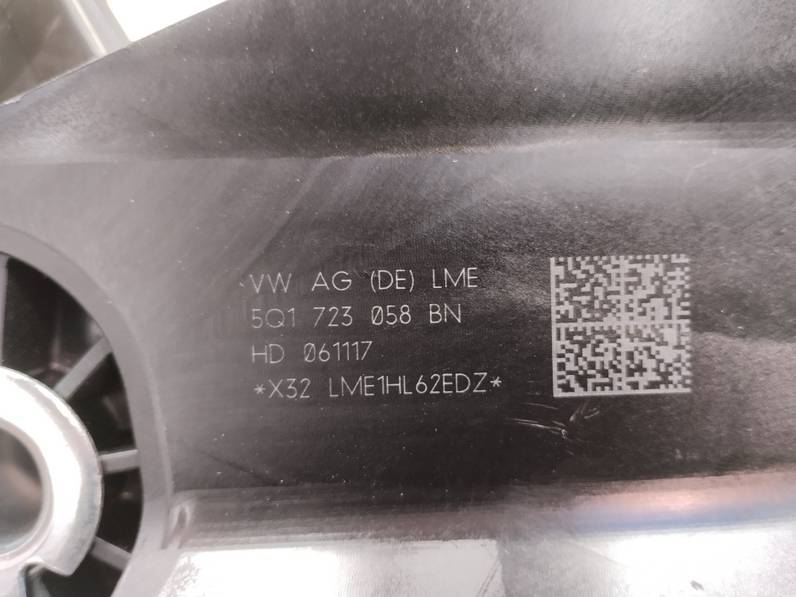 VW AG (DE) LME
5Q1 723 058 BN
HD 061117
*X32 LME1HL62EDZ*